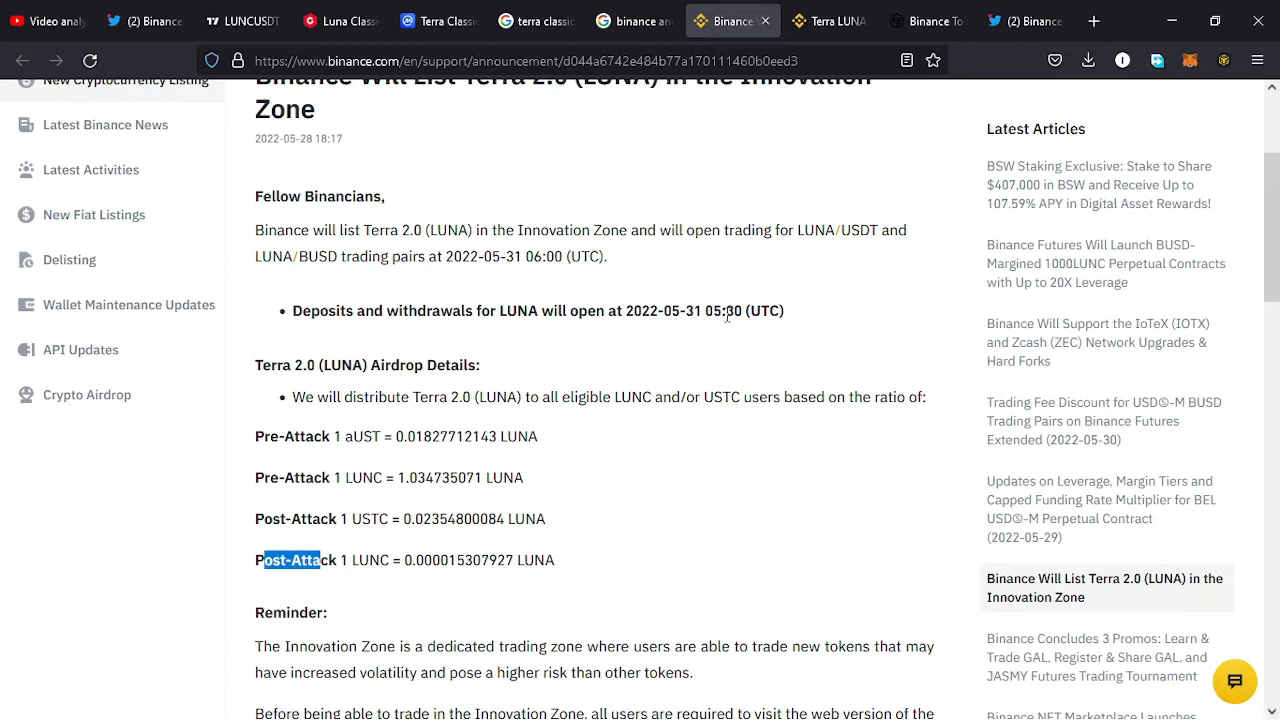 Video analy
(2) Binance
LUNCUSDT
Luna Classi
Terra Classi
terra classic
binance an
Binance
Terra LUNA
Binance To
(2) Binance
https://www.binance.com/en/support/announcement/d044a6742e484b77a170111460b0eed3
New Cryptocurrency Listing
Latest Binance News
Latest Activities
New Fiat Listings
Delisting
Wallet Maintenance Updates
API Updates
Crypto Airdrop
Binance Will List Terra 2.0 (LUNA) in the Innovation
Zone
2022-05-28 18:17
Fellow Binancians,
Binance will list Terra 2.0 (LUNA) in the Innovation Zone and will open trading for LUNA/USDT and
LUNA/BUSD trading pairs at 2022-05-31 06:00 (UTC).
• Deposits and withdrawals for LUNA will open at 2022-05-31 05:30 (UTC)
Terra 2.0 (LUNA) Airdrop Details:
• We will distribute Terra 2.0 (LUNA) to all eligible LUNC and/or USTC users based on the ratio of:
Pre-Attack 1 aUST = 0.01827712143 LUNA
Pre-Attack 1 LUNC = 1.034735071 LUNA
Post-Attack 1 USTC = 0.02354800084 LUNA
Post-Attack 1 LUNC = 0.000015307927 LUNA
Reminder:
The Innovation Zone is a dedicated trading zone where users are able to trade new tokens that may
have increased volatility and pose a higher risk than other tokens.
Before being able to trade in the Innovation Zone, all users are required to visit the web version of the
Latest Articles
BSW Staking Exclusive: Stake to Share
$407,000 in BSW and Receive Up to
107.59% APY in Digital Asset Rewards!
Binance Futures Will Launch BUSD-
Margined 1000LUNC Perpetual Contracts
with Up to 20X Leverage
Binance Will Support the IoTeX (IOTX)
and Zcash (ZEC) Network Upgrades &
Hard Forks
Trading Fee Discount for USDⓈ-M BUSD
Trading Pairs on Binance Futures
Extended (2022-05-30)
Updates on Leverage, Margin Tiers and
Capped Funding Rate Multiplier for BEL
USDⓈ-M Perpetual Contract
(2022-05-29)
Binance Will List Terra 2.0 (LUNA) in the
Innovation Zone
Binance Concludes 3 Promos: Learn &
Trade GAL, Register & Share GAL, and
JASMY Futures Trading Tournament
Binance NFT Marketplace Launches